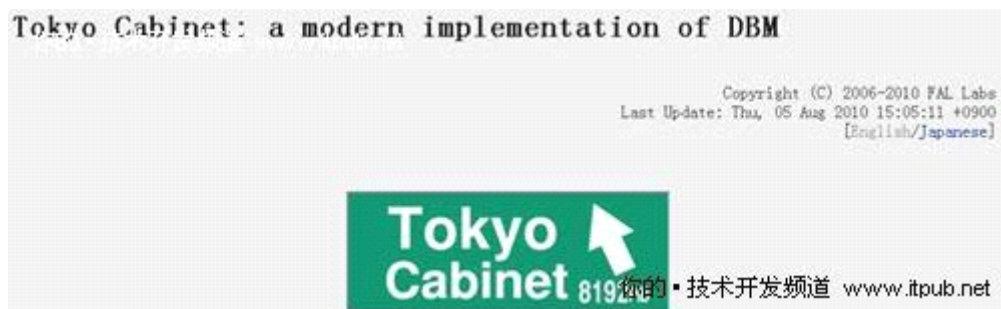 Tokyo Cabinet: a modern implementation of DBM
Copyright (C) 2006-2010 FAL Labs
Last Update: Thu, 05 Aug 2010 15:05:11 +0900
[English/Japanese]
Tokyo
Cabinet
你的·技术开发频道 www.itpub.net